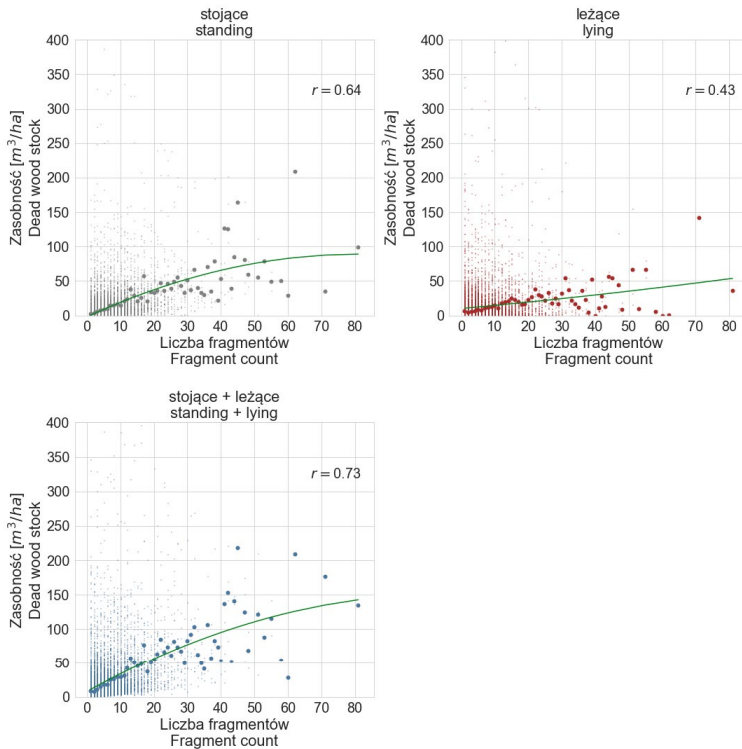 stojące
standing
400
350
300
250
200
150
100
50
0
Zasobność [m³/ha]
Dead wood stock
r = 0.64
0 10 20 30 40 50 60 70 80
Liczba fragmentów
Fragment count
leżące
lying
400
350
300
250
200
150
100
50
0
Zasobność [m³/ha]
Dead wood stock
r = 0.43
0 10 20 30 40 50 60 70 80
Liczba fragmentów
Fragment count
stojące + leżące
standing + lying
400
350
300
250
200
150
100
50
0
Zasobność [m³/ha]
Dead wood stock
r = 0.73
0 10 20 30 40 50 60 70 80
Liczba fragmentów
Fragment count